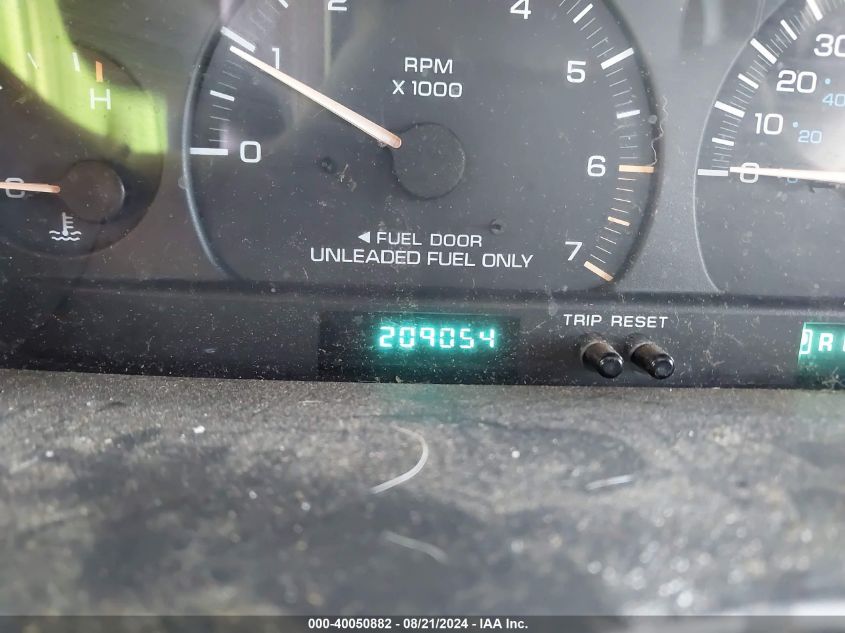 2
4
1
5
30
H
RPM
X 1000
20
40
10
20
0
6
0
◄ FUEL DOOR
7
UNLEADED FUEL ONLY
TRIP RESET
209054
000-40050882 - 08/21/2024 - IAA Inc.